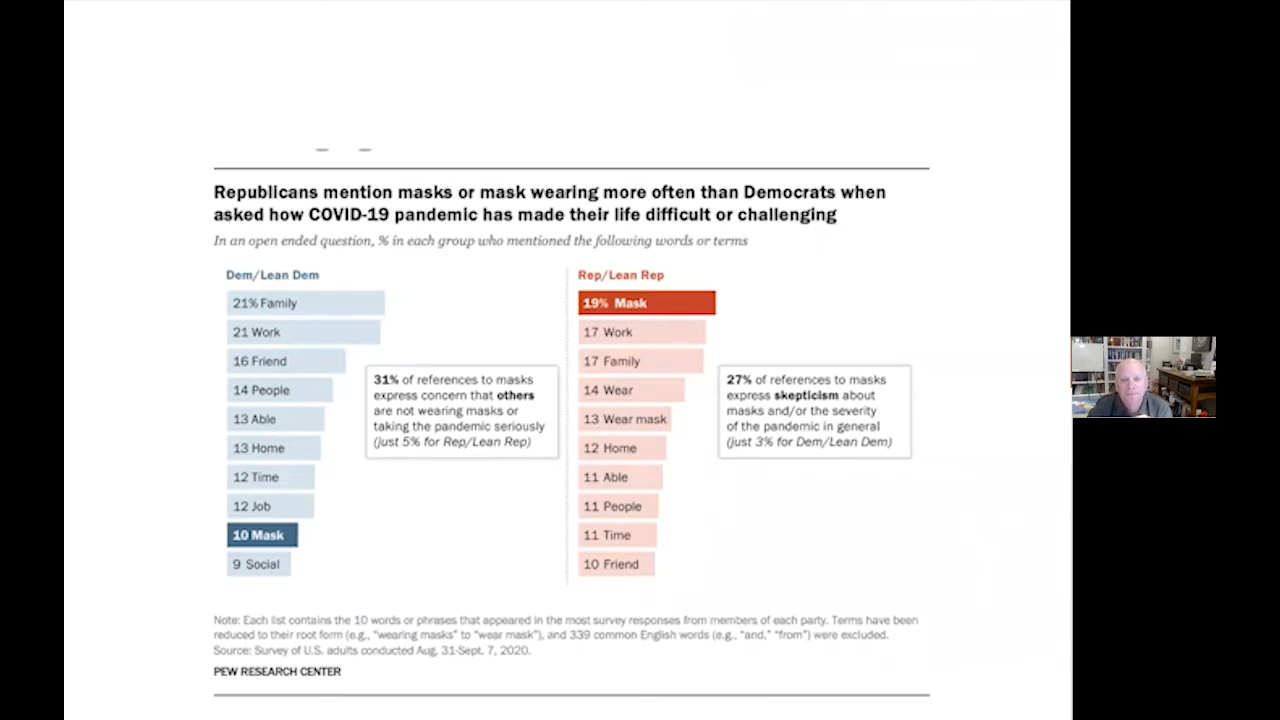 Republicans mention masks or mask wearing more often than Democrats when
asked how COVID-19 pandemic has made their life difficult or challenging
In an open ended question, % in each group who mentioned the following words or terms
Dem/Lean Dem
21% Family
21 Work
16 Friend
14 People
13 Able
13 Home
12 Time
12 Job
10 Mask
9 Social
31% of references to masks
express concern that others
are not wearing masks or
taking the pandemic seriously
(just 5% for Rep/Lean Rep)
Rep/Lean Rep
19% Mask
17 Work
17 Family
14 Wear
13 Wear mask
12 Home
11 Able
11 People
11 Time
10 Friend
27% of references to masks
express skepticism about
masks and/or the severity
of the pandemic in general
(just 3% for Dem/Lean Dem)
Note: Each list contains the 10 words or phrases that appeared in the most survey responses from members of each party. Terms have been
reduced to their root form (e.g., “wearing masks” to “wear mask”), and 339 common English words (e.g., “and,” “from”) were excluded.
Source: Survey of U.S. adults conducted Aug. 31-Sept. 7, 2020.
PEW RESEARCH CENTER